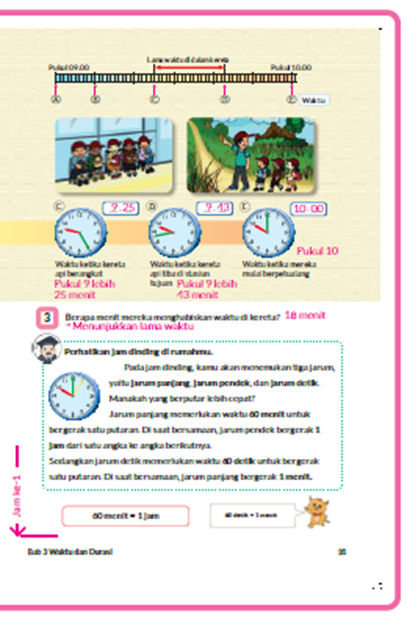 Lama waktu di dalam kereta
Pukul 09.00
Pukul 10.00
A B C D E Waktu
C 9.25 D 9.43 E 10.00
Pukul 10
Waktu ketika kereta
api berangkat
Pukul 9 lebih
25 menit
Waktu ketika kereta
api tiba di stasiun
tujuan Pukul 9 lebih
43 menit
Waktu ketika mereka
mulai berpetualang
3 Berapa menit mereka menghabiskan waktu di kereta? 18 menit
* Menunjukkan lama waktu
Perhatikan jam dinding di rumahmu.
Pada jam dinding, kamu akan menemukan tiga jarum,
yaitu jarum panjang, jarum pendek, dan jarum detik.
Manakah yang berputar lebih cepat?
Jarum panjang memerlukan waktu 60 menit untuk
bergerak satu putaran. Di saat bersamaan, jarum pendek bergerak 1
jam dari satu angka ke angka berikutnya.
Sedangkan jarum detik memerlukan waktu 60 detik untuk bergerak
satu putaran. Di saat bersamaan, jarum panjang bergerak 1 menit.
Jam ke-1
60 menit = 1 jam
60 detik = 1 menit
Bab 3 Waktu dan Durasi